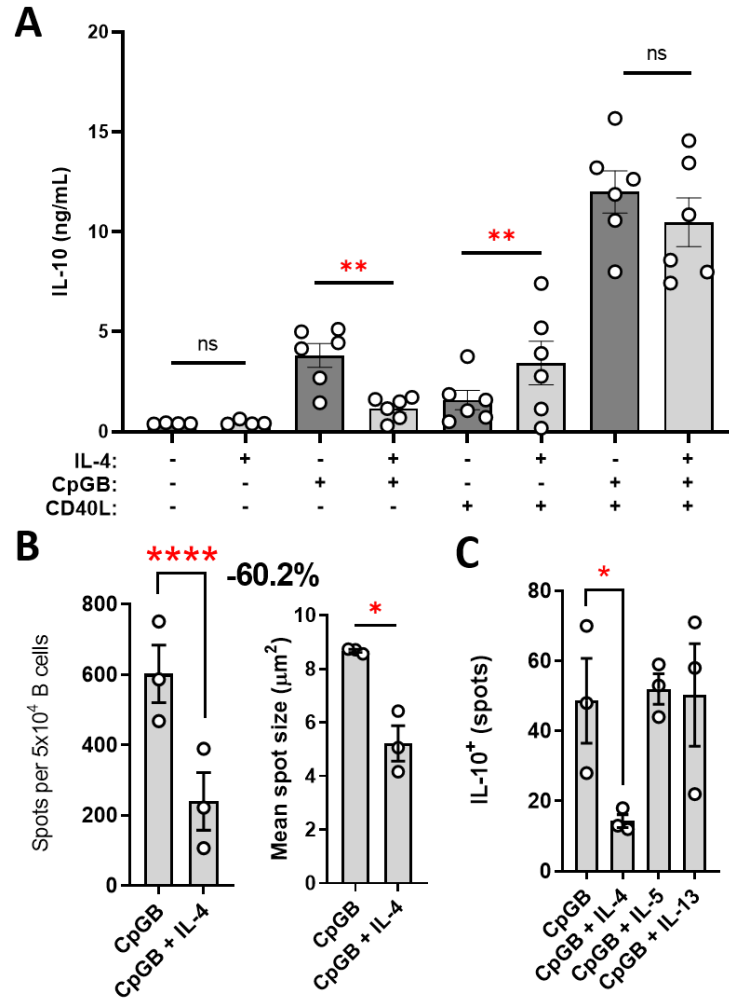 A
IL-10 (ng/mL)
20
15
10
5
0
ns
**
**
ns
IL-4: - + - + - + - +
CpGB: - - + + - - + +
CD40L: - - - - + + + +
B
****
-60.2%
Spots per 5x10⁴ B cells
800
600
400
200
0
CpGB
CpGB + IL-4
*
Mean spot size (μm²)
10
8
6
4
2
0
CpGB
CpGB + IL-4
C
*
IL-10⁺ (spots)
80
60
40
20
0
CpGB
CpGB + IL-4
CpGB + IL-5
CpGB + IL-13